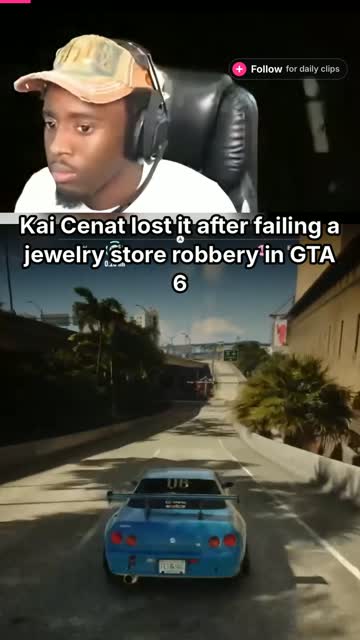 Follow for daily clips
Kai Cenat lost it after failing a
jewelry store robbery in GTA
6